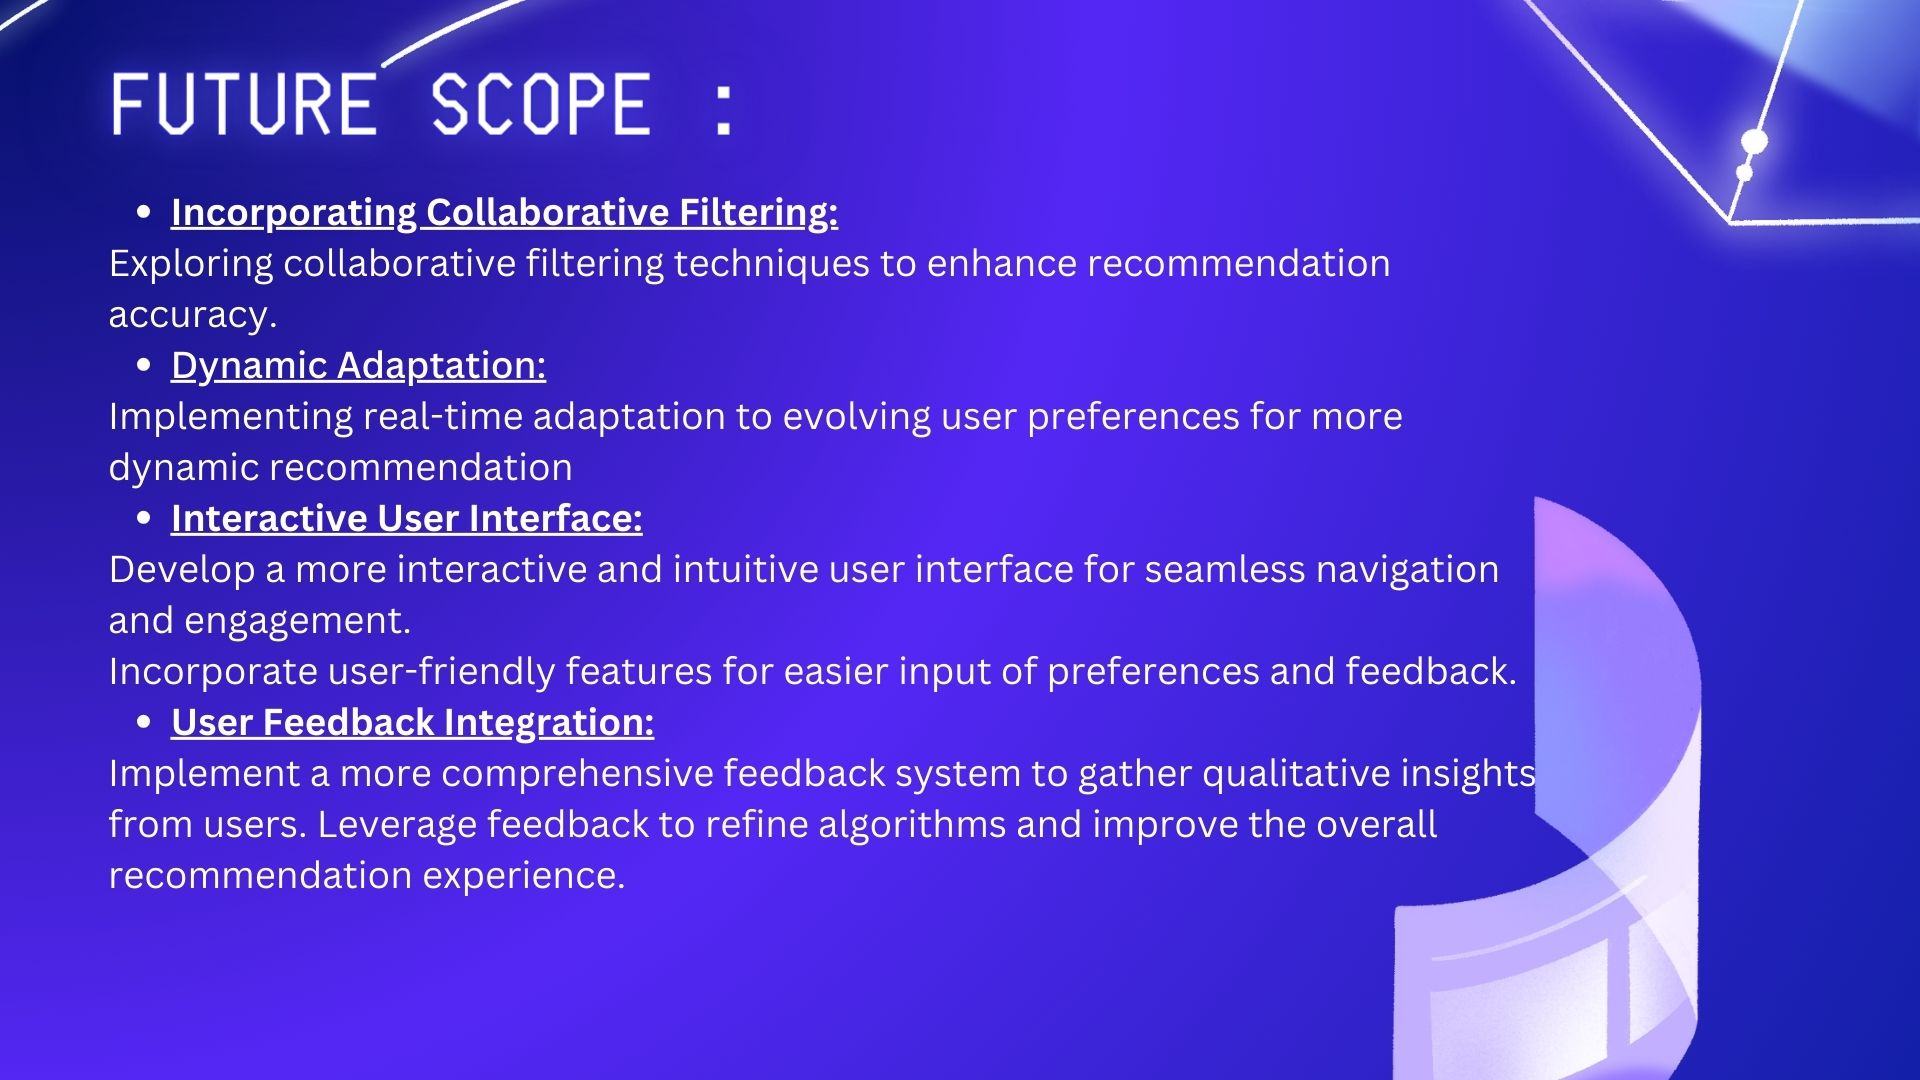 FUTURE SCOPE :
• Incorporating Collaborative Filtering:
Exploring collaborative filtering techniques to enhance recommendation
accuracy.
• Dynamic Adaptation:
Implementing real-time adaptation to evolving user preferences for more
dynamic recommendation
• Interactive User Interface:
Develop a more interactive and intuitive user interface for seamless navigation
and engagement.
Incorporate user-friendly features for easier input of preferences and feedback.
• User Feedback Integration:
Implement a more comprehensive feedback system to gather qualitative insights
from users. Leverage feedback to refine algorithms and improve the overall
recommendation experience.